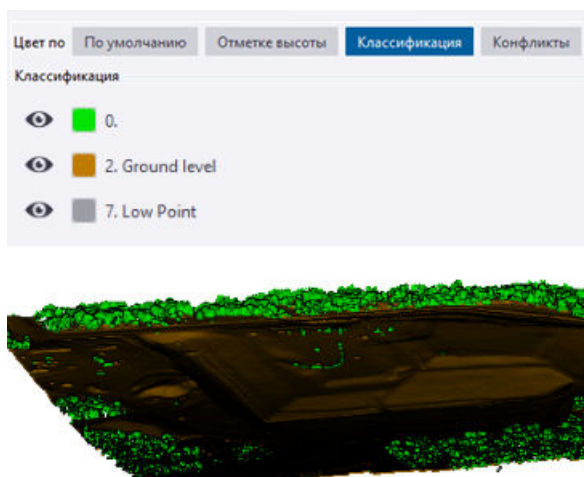 Цвет по По умолчанию Отметке высоты Классификация Конфликты
Классификация
0.
2. Ground level
7. Low Point